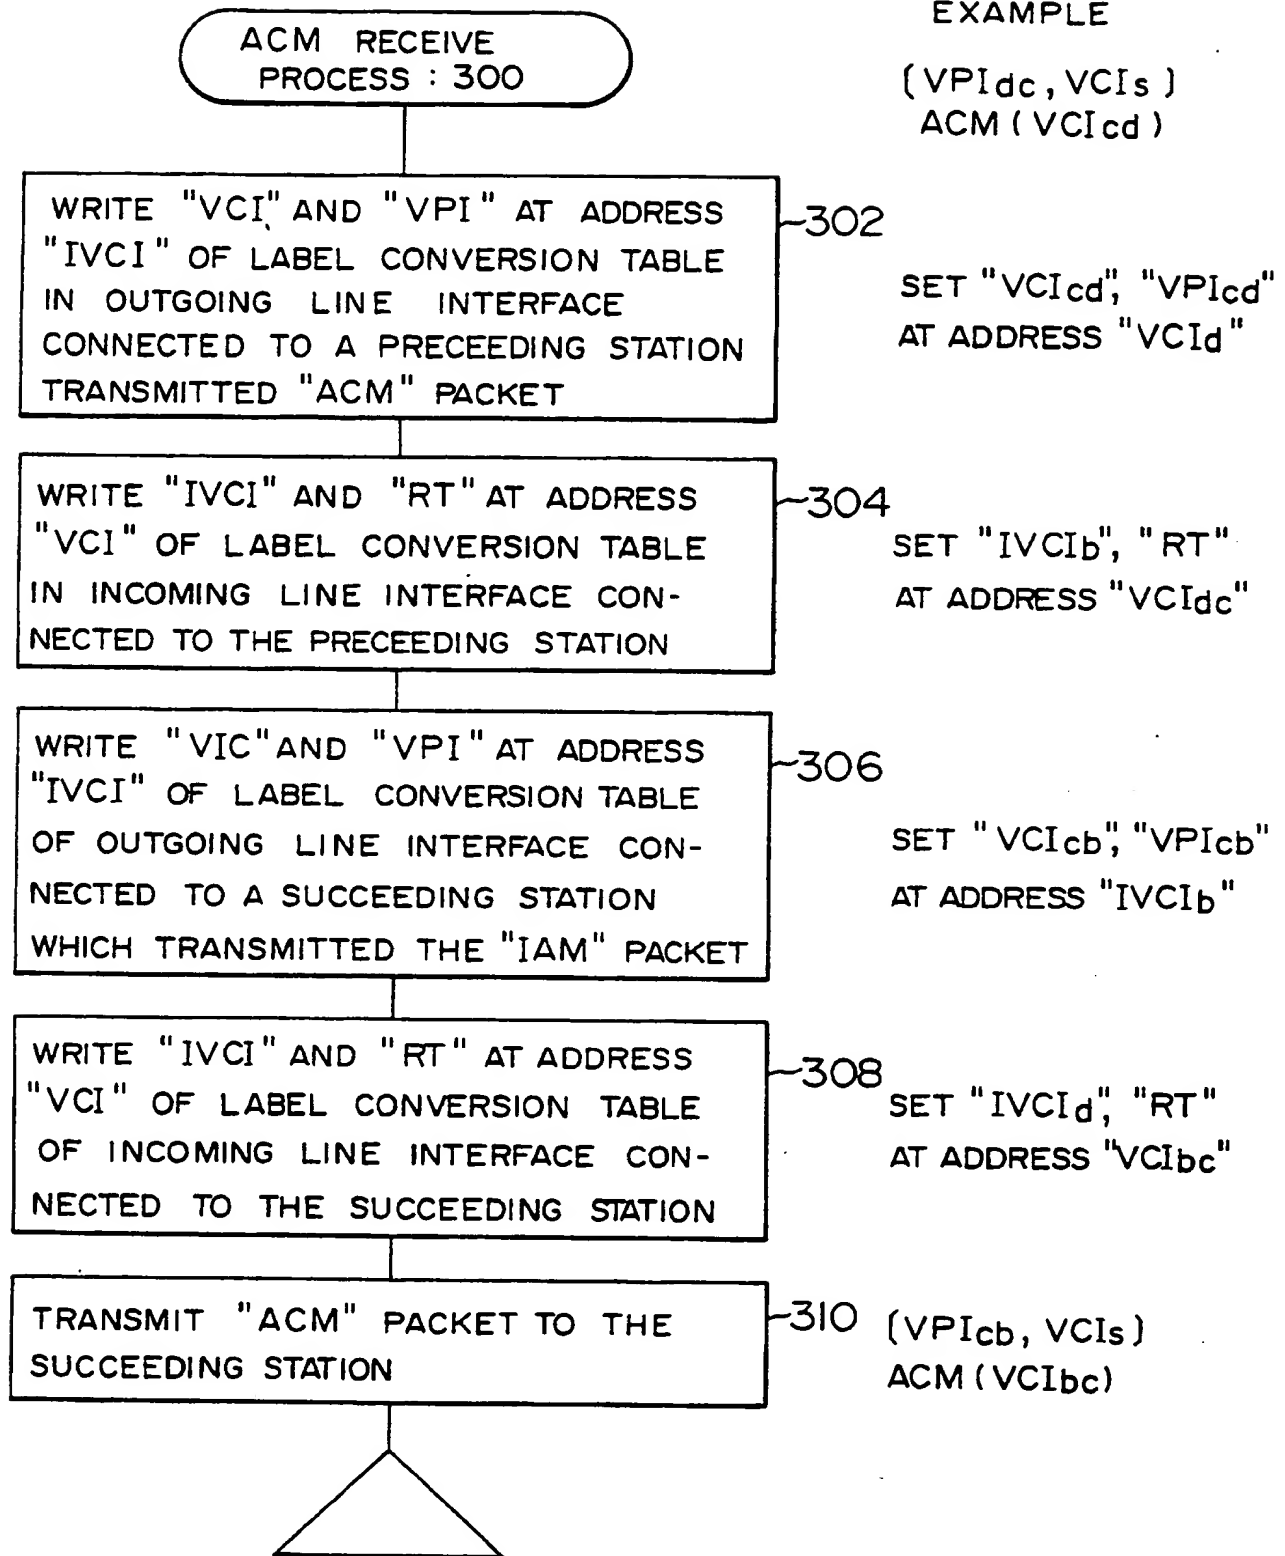 EXAMPLE
ACM RECEIVE
PROCESS : 300
(VPIdc, VCIs)
ACM (VCIcd)
WRITE "VCI" AND "VPI" AT ADDRESS
"IVCI" OF LABEL CONVERSION TABLE
IN OUTGOING LINE INTERFACE
CONNECTED TO A PRECEEDING STATION
TRANSMITTED "ACM" PACKET
302
SET "VCIcd", "VPIcd"
AT ADDRESS "VCId"
WRITE "IVCI" AND "RT" AT ADDRESS
"VCI" OF LABEL CONVERSION TABLE
IN INCOMING LINE INTERFACE CON-
NECTED TO THE PRECEEDING STATION
304
SET "IVCIb", "RT"
AT ADDRESS "VCIdc"
WRITE "VIC" AND "VPI" AT ADDRESS
"IVCI" OF LABEL CONVERSION TABLE
OF OUTGOING LINE INTERFACE CON-
NECTED TO A SUCCEEDING STATION
WHICH TRANSMITTED THE "IAM" PACKET
306
SET "VCIcb", "VPIcb"
AT ADDRESS "IVCIb"
WRITE "IVCI" AND "RT" AT ADDRESS
"VCI" OF LABEL CONVERSION TABLE
OF INCOMING LINE INTERFACE CON-
NECTED TO THE SUCCEEDING STATION
308
SET "IVCId", "RT"
AT ADDRESS "VCIbc"
TRANSMIT "ACM" PACKET TO THE
SUCCEEDING STATION
310
(VPIcb, VCIs)
ACM (VCIbc)